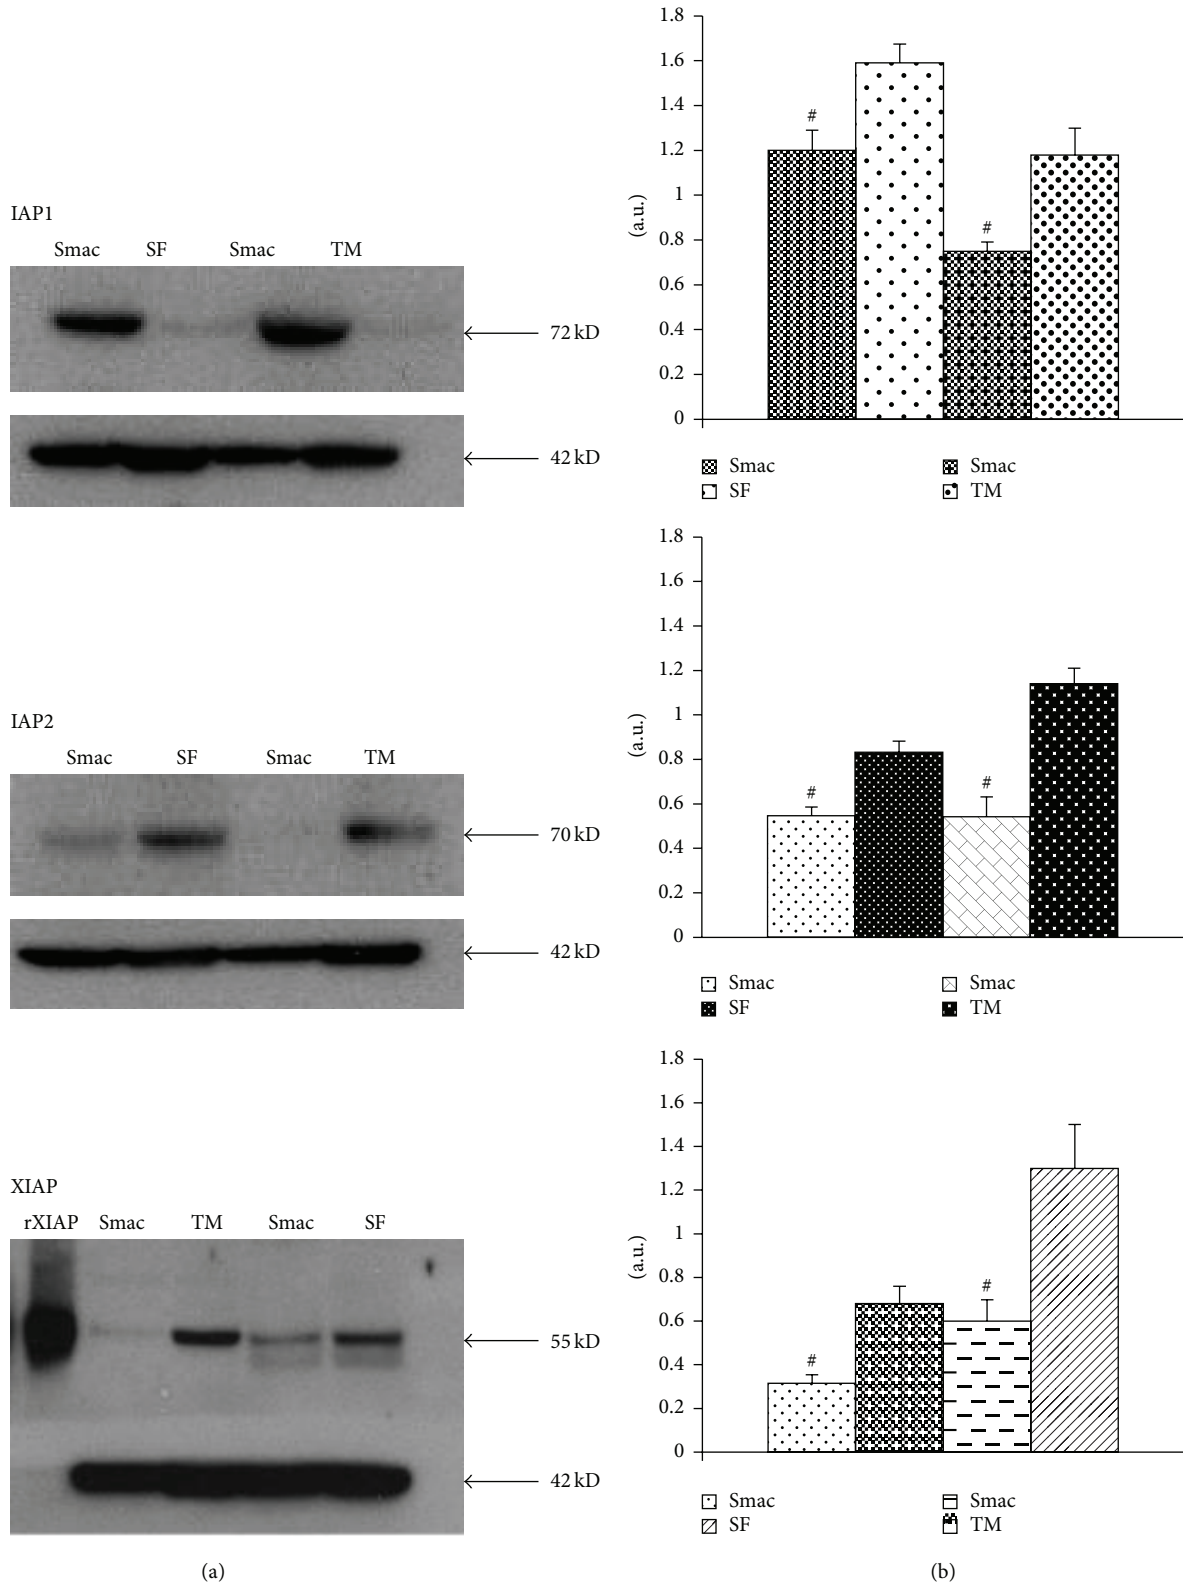 IAP1
Smac SF Smac TM
72 kD
42 kD
IAP2
Smac SF Smac TM
70 kD
42 kD
XIAP
rXIAP Smac TM Smac SF
55 kD
42 kD
(a)
1.8
1.6
1.4
1.2
1
0.8
0.6
0.4
0.2
0
(a.u.)
#
#
Smac Smac
SF TM
1.8
1.6
1.4
1.2
1
0.8
0.6
0.4
0.2
0
(a.u.)
# #
Smac Smac
SF TM
1.8
1.6
1.4
1.2
1
0.8
0.6
0.4
0.2
0
(a.u.)
#
#
Smac Smac
SF TM
(b)